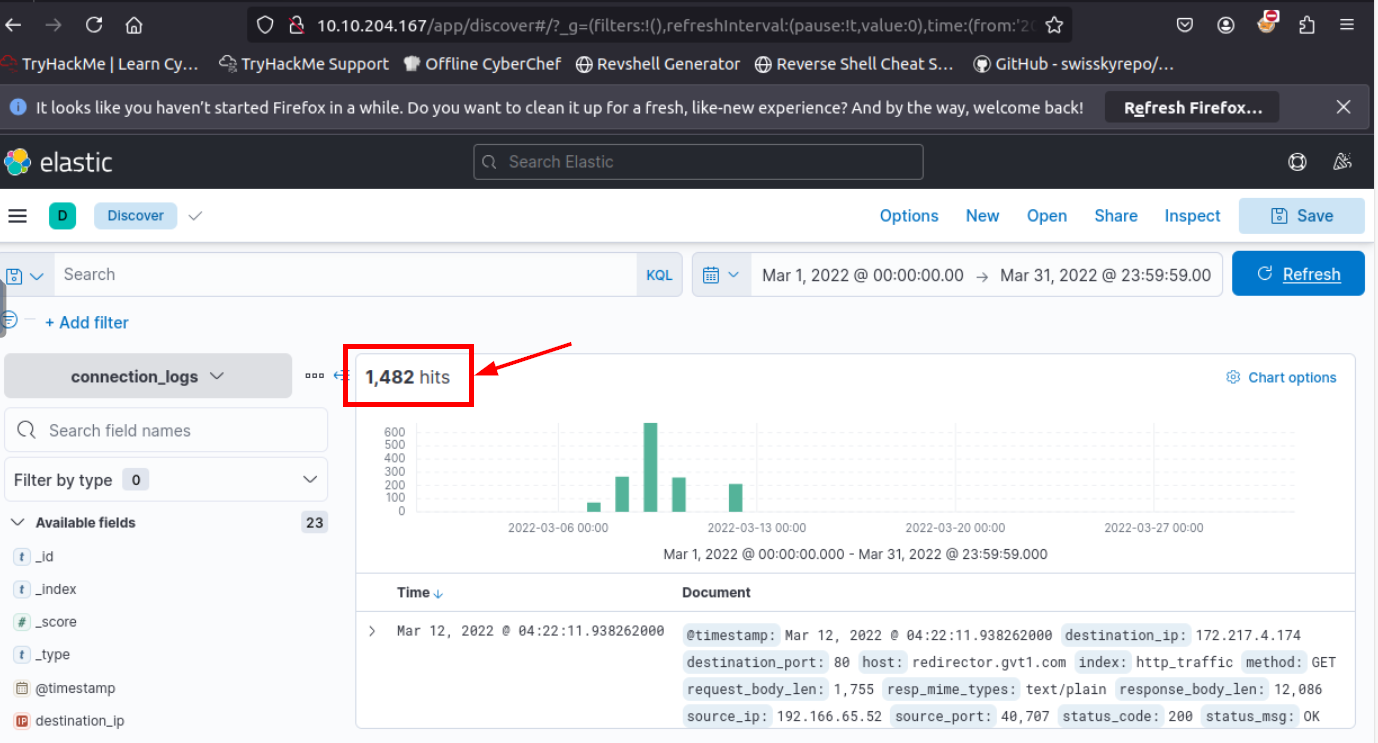 10.10.204.167/app/discover#/?_g=(filters:!(),refreshInterval:(pause:!t,value:0),time:(from:'20
TryHackMe | Learn Cy... TryHackMe Support Offline CyberChef Revshell Generator Reverse Shell Cheat S... GitHub - swisskyrepo/...
It looks like you haven't started Firefox in a while. Do you want to clean it up for a fresh, like-new experience? And by the way, welcome back! Refresh Firefox...
elastic Search Elastic
D Discover Options New Open Share Inspect Save
Search KQL Mar 1, 2022 @ 00:00:00.00 → Mar 31, 2022 @ 23:59:59.00 Refresh
+ Add filter
connection_logs 1,482 hits Chart options
Search field names
Filter by type 0
Available fields 23
t _id
t _index
# _score
t _type
@timestamp
IP destination_ip
600
500
400
300
200
100
0
2022-03-06 00:00 2022-03-13 00:00 2022-03-20 00:00 2022-03-27 00:00
Mar 1, 2022 @ 00:00:00.000 - Mar 31, 2022 @ 23:59:59.000
Time ↓ Document
Mar 12, 2022 @ 04:22:11.938262000 @timestamp: Mar 12, 2022 @ 04:22:11.938262000 destination_ip: 172.217.4.174
destination_port: 80 host: redirector.gvt1.com index: http_traffic method: GET
request_body_len: 1,755 resp_mime_types: text/plain response_body_len: 12,086
source_ip: 192.166.65.52 source_port: 40,707 status_code: 200 status_msg: OK